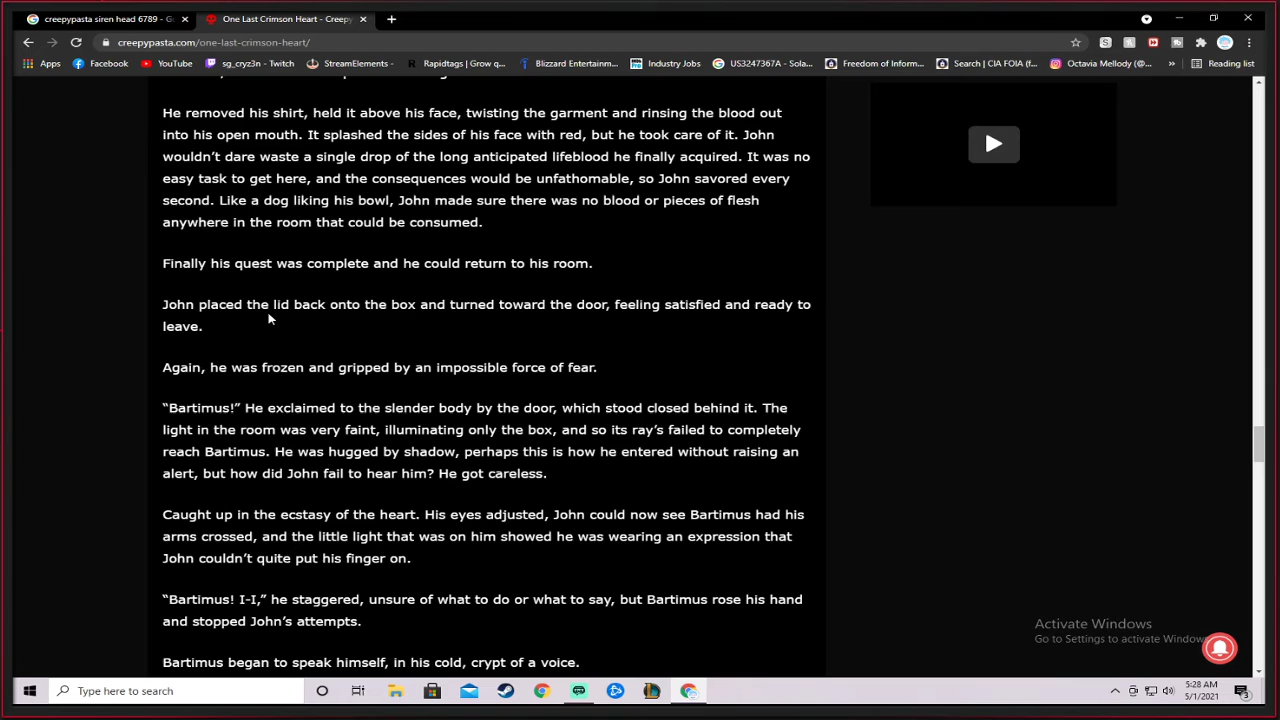 creepypasta siren head 6789 - G
One Last Crimson Heart - Creepy
creepypasta.com/one-last-crimson-heart/
Apps Facebook YouTube sg_cryz3n - Twitch StreamElements - Rapidtags | Grow q... Blizzard Entertainm... Industry Jobs US3247367A - Sola... Freedom of Inform... Search | CIA FOIA (f... Octavia Mellody (@... » Reading list
He removed his shirt, held it above his face, twisting the garment and rinsing the blood out
into his open mouth. It splashed the sides of his face with red, but he took care of it. John
wouldn't dare waste a single drop of the long anticipated lifeblood he finally acquired. It was no
easy task to get here, and the consequences would be unfathomable, so John savored every
second. Like a dog liking his bowl, John made sure there was no blood or pieces of flesh
anywhere in the room that could be consumed.
Finally his quest was complete and he could return to his room.
John placed the lid back onto the box and turned toward the door, feeling satisfied and ready to
leave.
Again, he was frozen and gripped by an impossible force of fear.
“Bartimus!” He exclaimed to the slender body by the door, which stood closed behind it. The
light in the room was very faint, illuminating only the box, and so its ray’s failed to completely
reach Bartimus. He was hugged by shadow, perhaps this is how he entered without raising an
alert, but how did John fail to hear him? He got careless.
Caught up in the ecstasy of the heart. His eyes adjusted, John could now see Bartimus had his
arms crossed, and the little light that was on him showed he was wearing an expression that
John couldn’t quite put his finger on.
“Bartimus! I-I,” he staggered, unsure of what to do or what to say, but Bartimus rose his hand
and stopped John’s attempts.
Bartimus began to speak himself, in his cold, crypt of a voice.
Activate Windows
Go to Settings to activate Windows
Type here to search
5:28 AM
5/1/2021
3